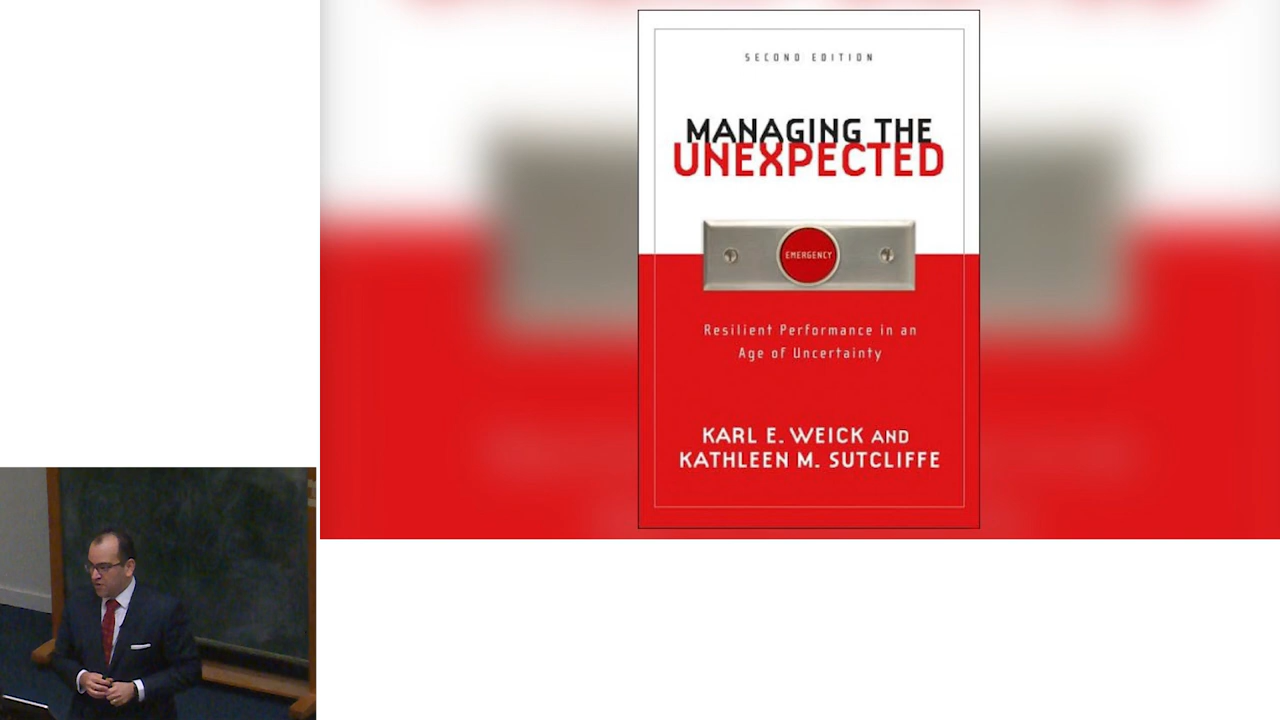 SECOND EDITION
MANAGING THE
UNEXPECTED
EMERGENCY
Resilient Performance in an
Age of Uncertainty
KARL E. WEICK AND
KATHLEEN M. SUTCLIFFE